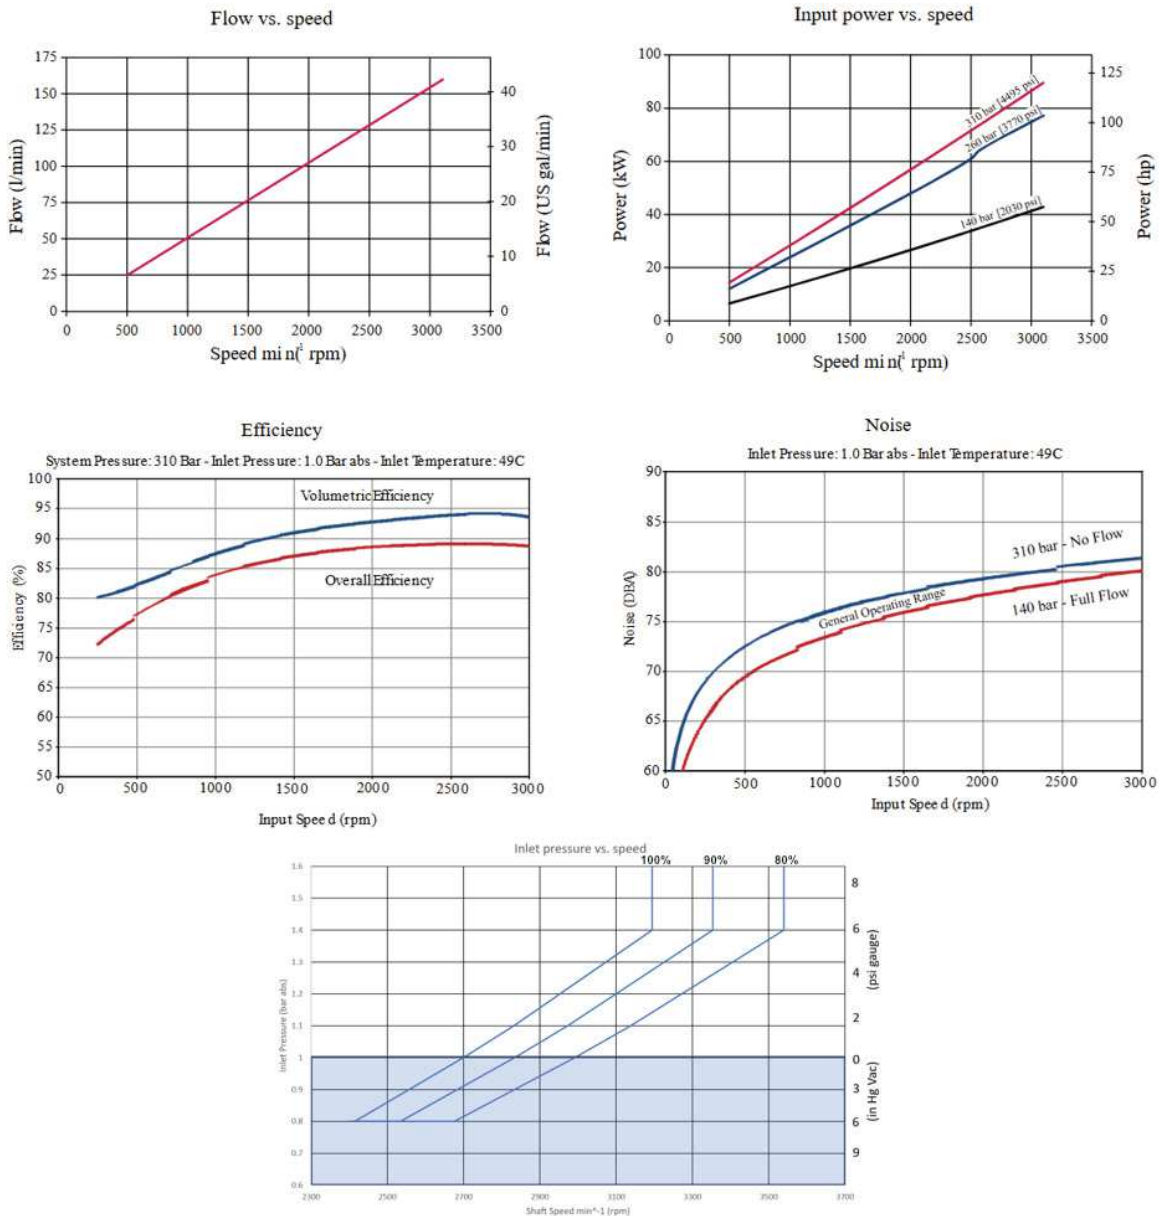 Flow vs. speed
175
150
125
100
75
50
25
0
Flow (l/min)
40
30
20
10
0
Flow (US gal/min)
0 500 1000 1500 2000 2500 3000 3500
Speed min(¹ rpm)
Input power vs. speed
100
80
60
40
20
0
Power (kW)
310 bar [4495 psi]
260 bar [3770 psi]
140 bar [2030 psi]
125
100
75
50
25
0
Power (hp)
0 500 1000 1500 2000 2500 3000 3500
Speed min(¹ rpm)
Efficiency
System Pressure: 310 Bar - Inlet Pressure: 1.0 Bar abs - Inlet Temperature: 49C
100
95
90
85
80
75
70
65
60
55
50
Efficiency (%)
Volumetric Efficiency
Overall Efficiency
0 500 1000 1500 2000 2500 3000
Input Speed (rpm)
Noise
Inlet Pressure: 1.0 Bar abs - Inlet Temperature: 49C
90
85
80
75
70
65
60
Noise (DBA)
310 bar - No Flow
General Operating Range
140 bar - Full Flow
0 500 1000 1500 2000 2500 3000
Input Speed (rpm)
Inlet pressure vs. speed
100% 90% 80%
1.6
1.5
1.4
1.3
1.2
1.1
1
0.9
0.8
0.7
0.6
Inlet Pressure (bar abs)
8
6
4
2
0
3
6
9
(psi gauge)
(in Hg Vac)
2300 2500 2700 2900 3100 3300 3500 3700
Shaft Speed min^-1 (rpm)